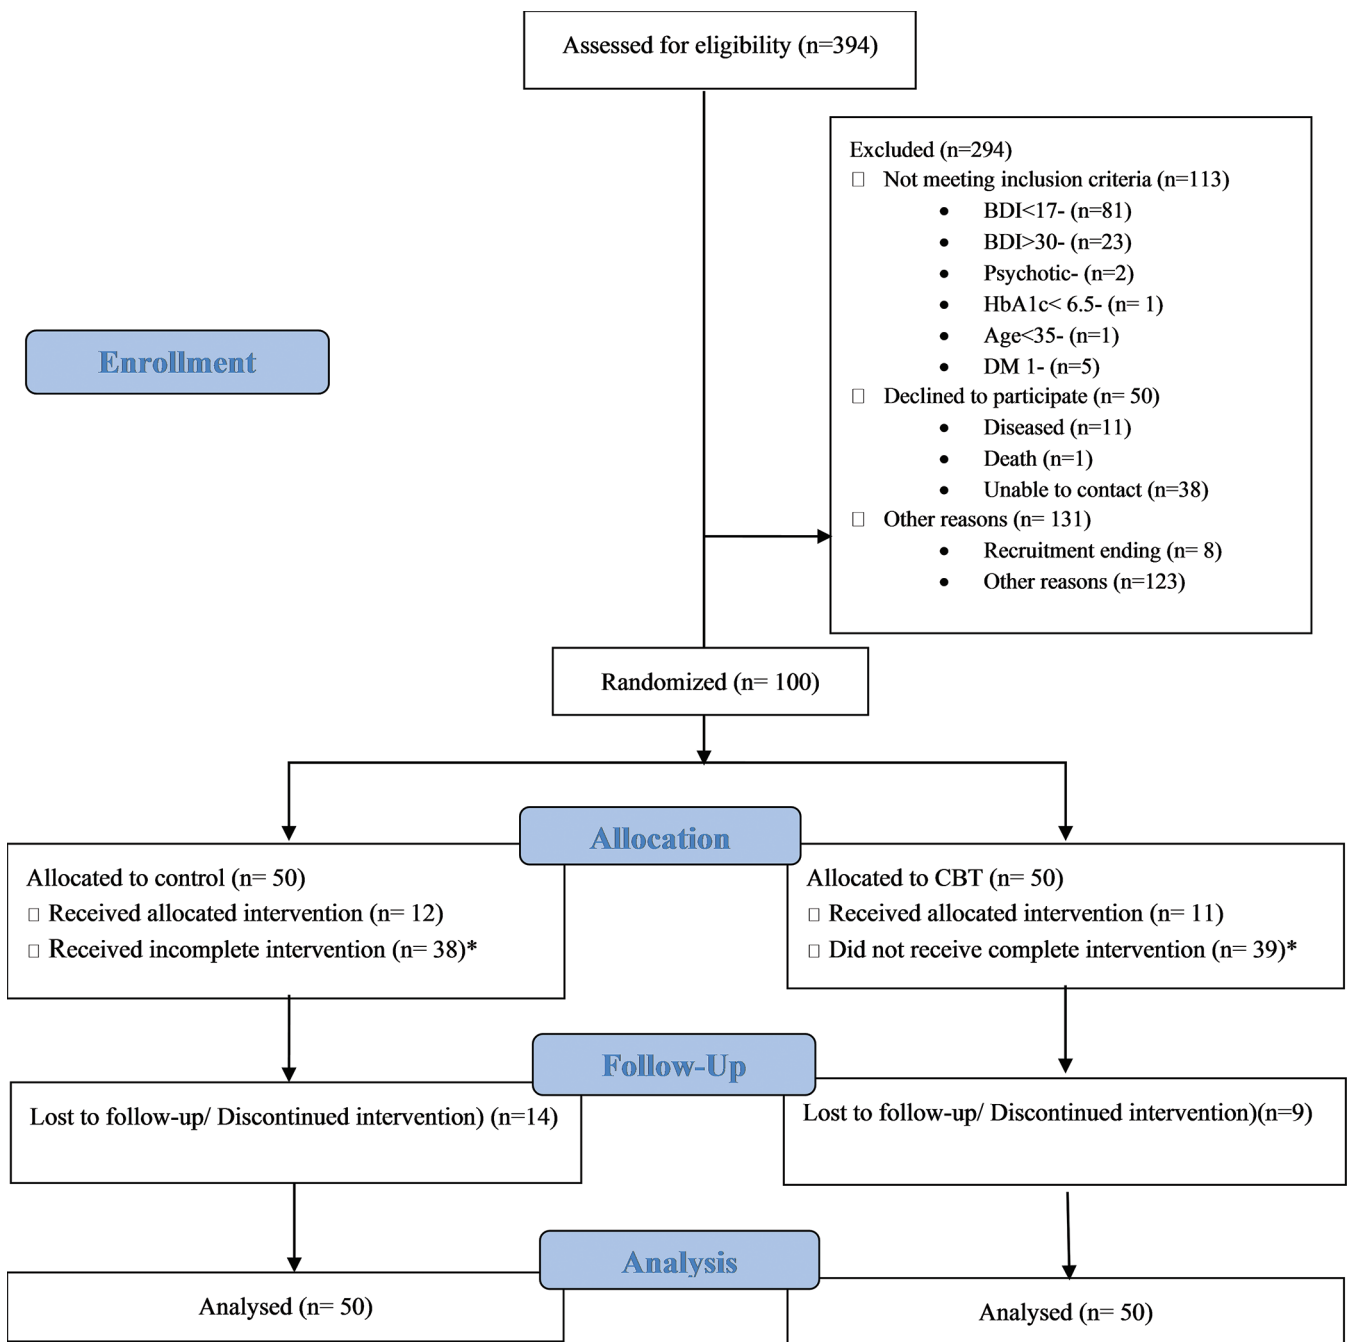 Assessed for eligibility (n=394)
Excluded (n=294)
□ Not meeting inclusion criteria (n=113)
• BDI<17- (n=81)
• BDI>30- (n=23)
• Psychotic- (n=2)
• HbA1c< 6.5- (n= 1)
• Age<35- (n=1)
• DM 1- (n=5)
□ Declined to participate (n= 50)
• Diseased (n=11)
• Death (n=1)
• Unable to contact (n=38)
□ Other reasons (n= 131)
• Recruitment ending (n= 8)
• Other reasons (n=123)
Enrollment
Randomized (n= 100)
Allocation
Allocated to control (n= 50)
□ Received allocated intervention (n= 12)
□ Received incomplete intervention (n= 38)*
Allocated to CBT (n= 50)
□ Received allocated intervention (n= 11)
□ Did not receive complete intervention (n= 39)*
Follow-Up
Lost to follow-up/ Discontinued intervention) (n=14)
Lost to follow-up/ Discontinued intervention)(n=9)
Analysis
Analysed (n= 50)
Analysed (n= 50)